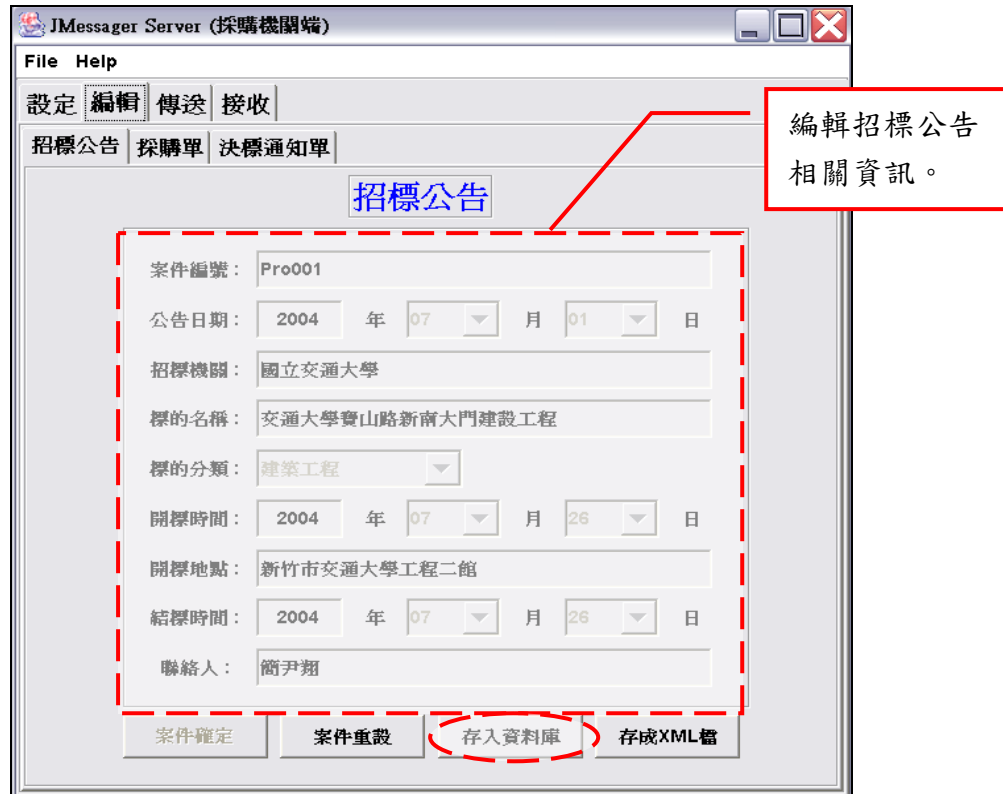 JMessager Server (採購機關端)
File Help
設定 編輯 傳送 接收
招標公告 採購單 決標通知單
編輯招標公告
相關資訊。
招標公告
案件編號： Pro001
公告日期： 2004 年 07 月 01 日
招標機關： 國立交通大學
標的名稱： 交通大學寶山路新南大門建設工程
標的分類： 建築工程
開標時間： 2004 年 07 月 26 日
開標地點： 新竹市交通大學工程二館
結標時間： 2004 年 07 月 26 日
聯絡人： 簡尹翔
案件確定 案件重設 存入資料庫 存成XML檔